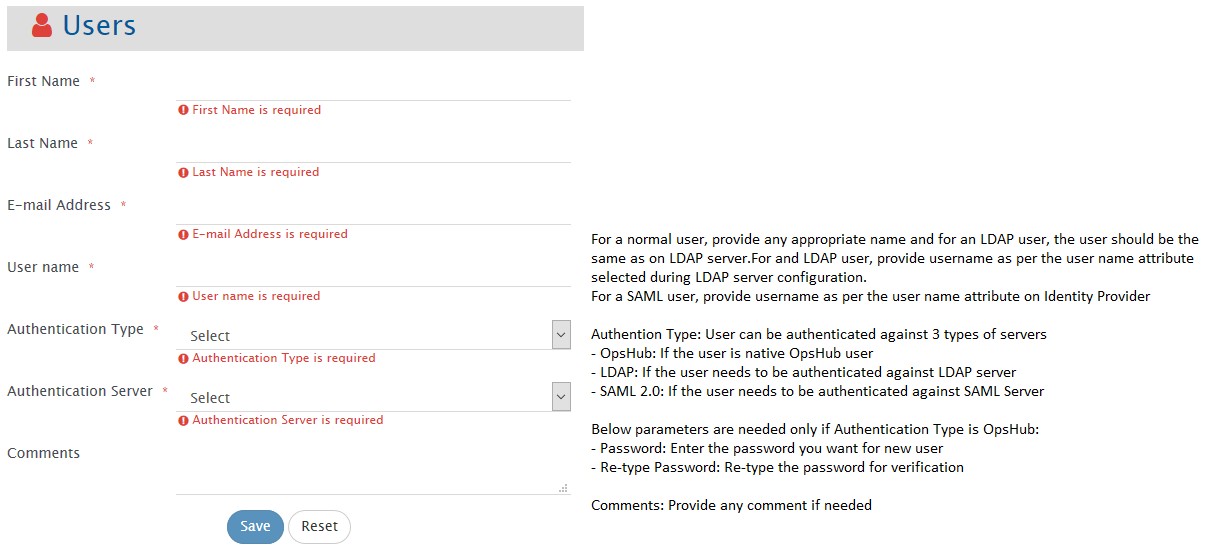 Users
First Name *
First Name is required
Last Name *
Last Name is required
E-mail Address *
E-mail Address is required
User name *
User name is required
Authentication Type *
Select
Authentication Type is required
Authentication Server *
Select
Authentication Server is required
Comments
Save Reset
For a normal user, provide any appropriate name and for an LDAP user, the user should be the
same as on LDAP server.For and LDAP user, provide username as per the user name attribute
selected during LDAP server configuration.
For a SAML user, provide username as per the user name attribute on Identity Provider
Authention Type: User can be authenticated against 3 types of servers
- OpsHub: If the user is native OpsHub user
- LDAP: If the user needs to be authenticated against LDAP server
- SAML 2.0: If the user needs to be authenticated against SAML Server
Below parameters are needed only if Authentication Type is OpsHub:
- Password: Enter the password you want for new user
- Re-type Password: Re-type the password for verification
Comments: Provide any comment if needed